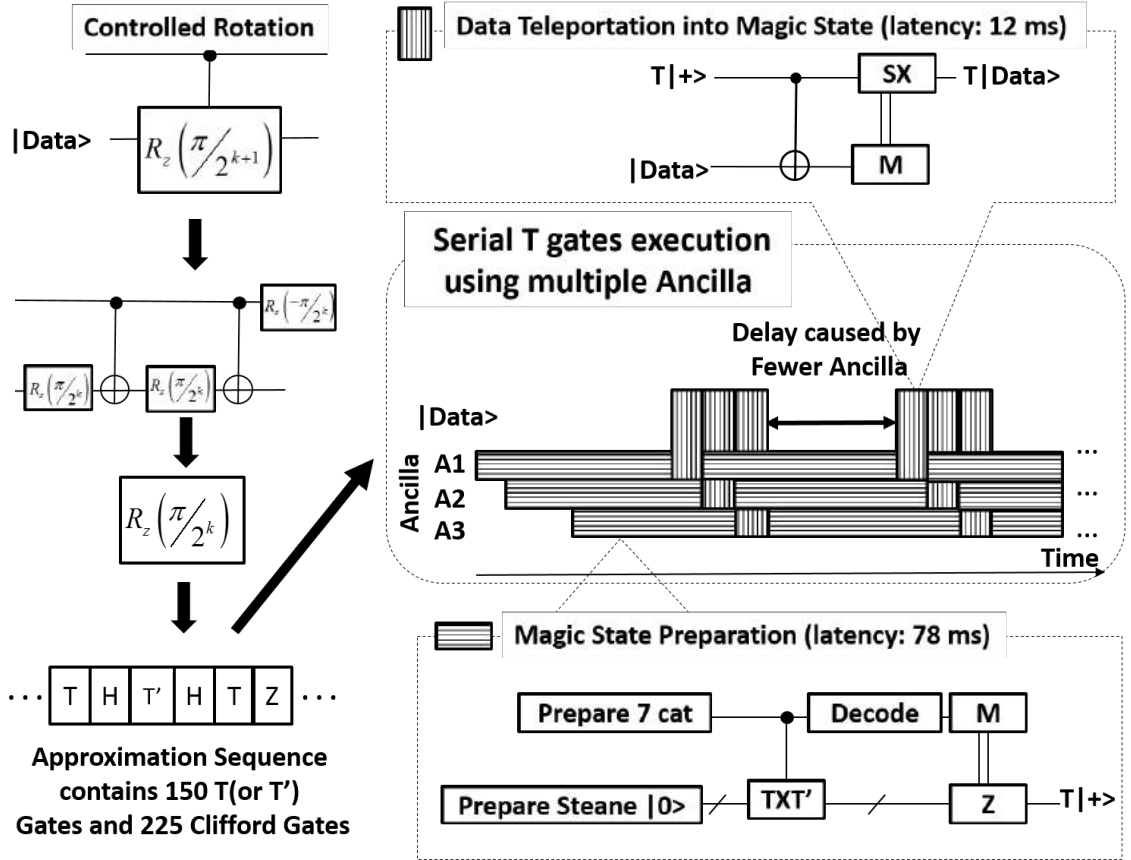 Controlled Rotation
|Data>
R_z(π/2^{k+1})
R_z(-π/2^k)
R_z(π/2^k)
R_z(π/2^k)
R_z(π/2^k)
··· T H T' H T Z ···
Approximation Sequence
contains 150 T(or T')
Gates and 225 Clifford Gates
Data Teleportation into Magic State (latency: 12 ms)
T|+>
SX
T|Data>
|Data>
M
Serial T gates execution
using multiple Ancilla
Delay caused by
Fewer Ancilla
|Data>
Ancilla
A1
...
A2
...
A3
...
Time
Magic State Preparation (latency: 78 ms)
Prepare 7 cat
Decode
M
Prepare Steane |0>
TXT'
Z
T|+>